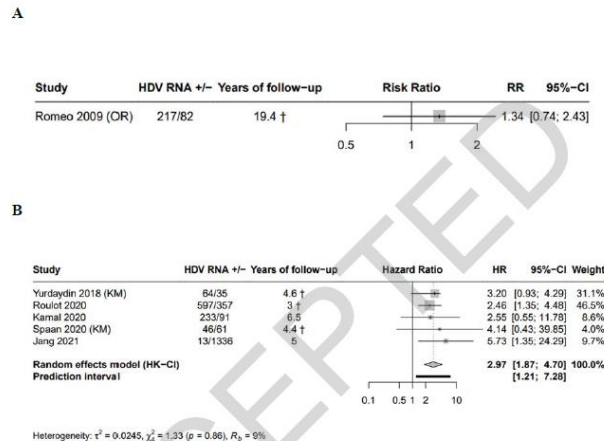 A
Study HDV RNA +/- Years of follow-up Risk Ratio RR 95%-CI
Romeo 2009 (OR) 217/82 19.4 † 1.34 [0.74; 2.43]
0.5 1 2
B
Study HDV RNA +/- Years of follow-up Hazard Ratio HR 95%-CI Weight
Yurdaydin 2018 (KM) 64/35 4.6 † 3.20 [0.93; 4.29] 31.1%
Roulot 2020 597/357 3 † 2.46 [1.35; 4.48] 46.5%
Kamal 2020 233/91 6.5 2.55 [0.55; 11.78] 8.6%
Spaan 2020 (KM) 46/61 4.4 † 4.14 [0.43; 39.85] 4.0%
Jang 2021 13/1336 5 5.73 [1.35; 24.29] 9.7%
Random effects model (HK-CI) 2.97 [1.87; 4.70] 100.0%
Prediction interval [1.21; 7.28]
0.1 0.5 1 2 10
Heterogeneity: τ² = 0.0245, χ²₄ = 1.33 (p = 0.86), R_b = 9%